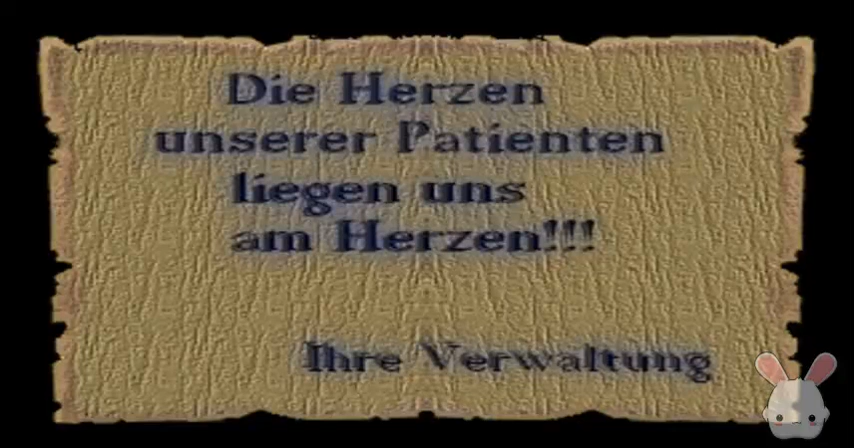 Die Herzen
unserer Patienten
liegen uns
am Herzen!!!
Ihre Verwaltung